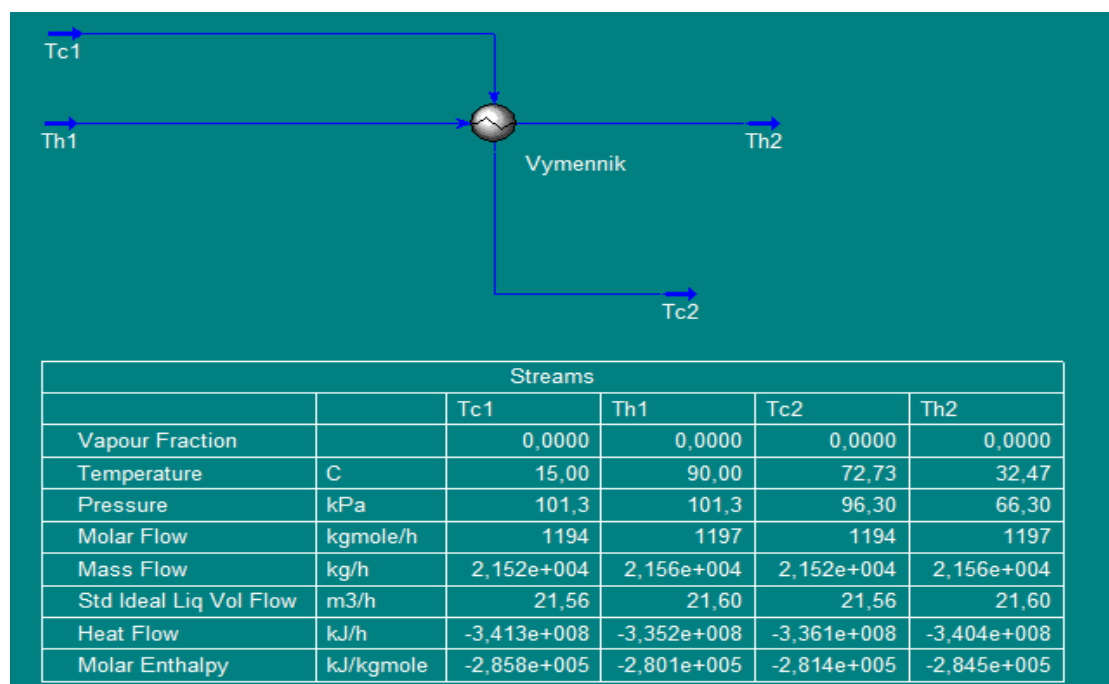 Tc1
Th1
Th2
Vymennik
Tc2
Streams
Tc1 Th1 Tc2 Th2
Vapour Fraction 0,0000 0,0000 0,0000 0,0000
Temperature C 15,00 90,00 72,73 32,47
Pressure kPa 101,3 101,3 96,30 66,30
Molar Flow kgmole/h 1194 1197 1194 1197
Mass Flow kg/h 2,152e+004 2,156e+004 2,152e+004 2,156e+004
Std Ideal Liq Vol Flow m3/h 21,56 21,60 21,56 21,60
Heat Flow kJ/h -3,413e+008 -3,352e+008 -3,361e+008 -3,404e+008
Molar Enthalpy kJ/kgmole -2,858e+005 -2,801e+005 -2,814e+005 -2,845e+005